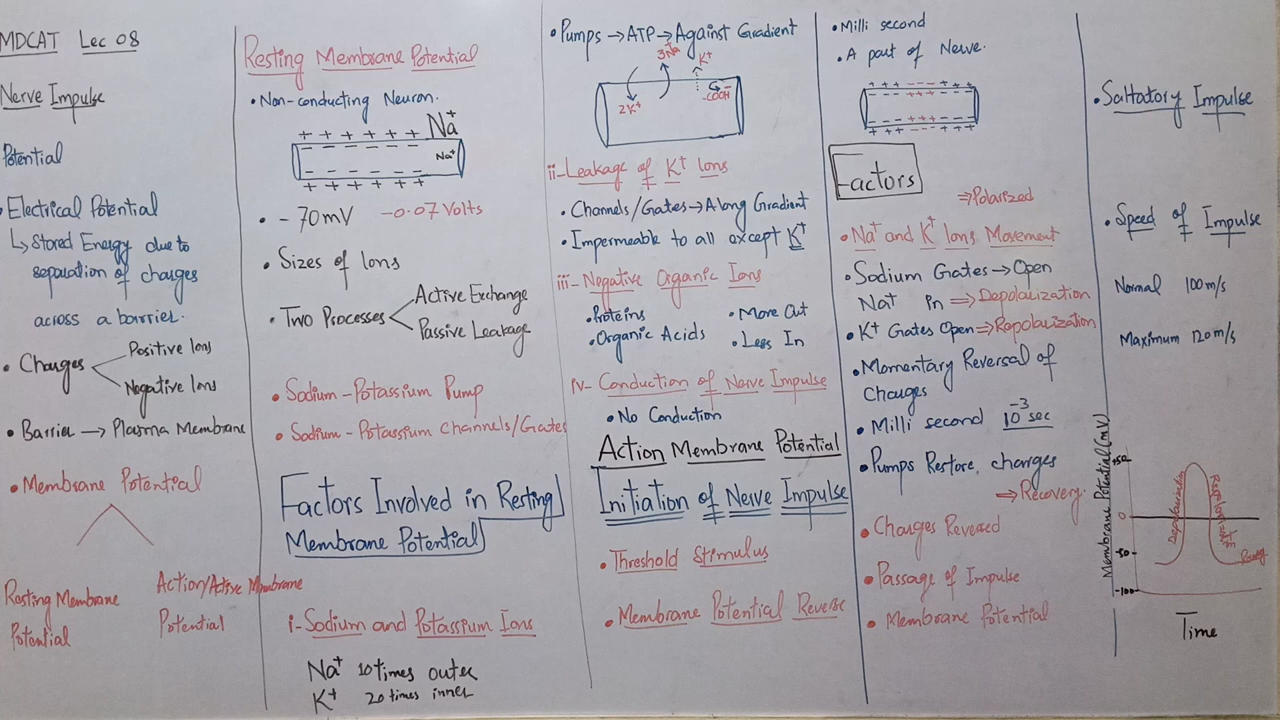 MDCAT Lec 08
Nerve Impulse
Potential
• Electrical Potential
↳ Stored Energy due to
separation of charges
across a barrier.
• Charges
Positive Ions
Negative Ions
• Barrier → Plasma Membrane
• Membrane Potential
Resting Membrane
Potential
Action/Active Membrane
Potential
Resting Membrane Potential
• Non-conducting Neuron.
+ + + + + + Na+
− − − − − − Na+
− − − − − −
+ + + + + +
• - 70mV -0.07 Volts
• Sizes of Ions
• Two Processes
Active Exchange
Passive Leakage
• Sodium-Potassium Pump
• Sodium-Potassium Channels/Gates
Factors Involved in Resting
Membrane Potential
i-Sodium and Potassium Ions
Na+ 10 times outer
K+ 20 times inner
• Pumps → ATP → Against Gradient
3Na+
K+
2K+
-COOH
ii-Leakage of K+ Ions
• Channels/Gates → Along Gradient
• Impermeable to all except K+
iii-Negative Organic Ions
• Proteins
• More Out
• Organic Acids
• Less In
iv- Conduction of Nerve Impulse
• No Conduction
Action Membrane Potential
Initiation of Nerve Impulse
• Threshold Stimulus
• Membrane Potential Reverse
• Milli second
• A part of Nerve.
+ + + − − − + + +
− − − + + + − − −
− − − + + + − − −
+ + + − − − + + +
Factors
⇒ Polarized
• Na+ and K+ Ions Movement
• Sodium Gates → Open
Na+ In ⇒ Depolarization
• K+ Gates Open ⇒ Repolarization
• Momentary Reversal of
Charges
• Milli second 10-3 sec
• Pumps Restore charges
⇒ Recovery.
• Charges Revered
• Passage of Impulse
• Membrane Potential
• Saltatory Impulse
• Speed of Impulse
Normal 100 m/s
Maximum 120 m/s
Membrane Potential (mV)
+50
0
-50
-100
Depolarization
Time